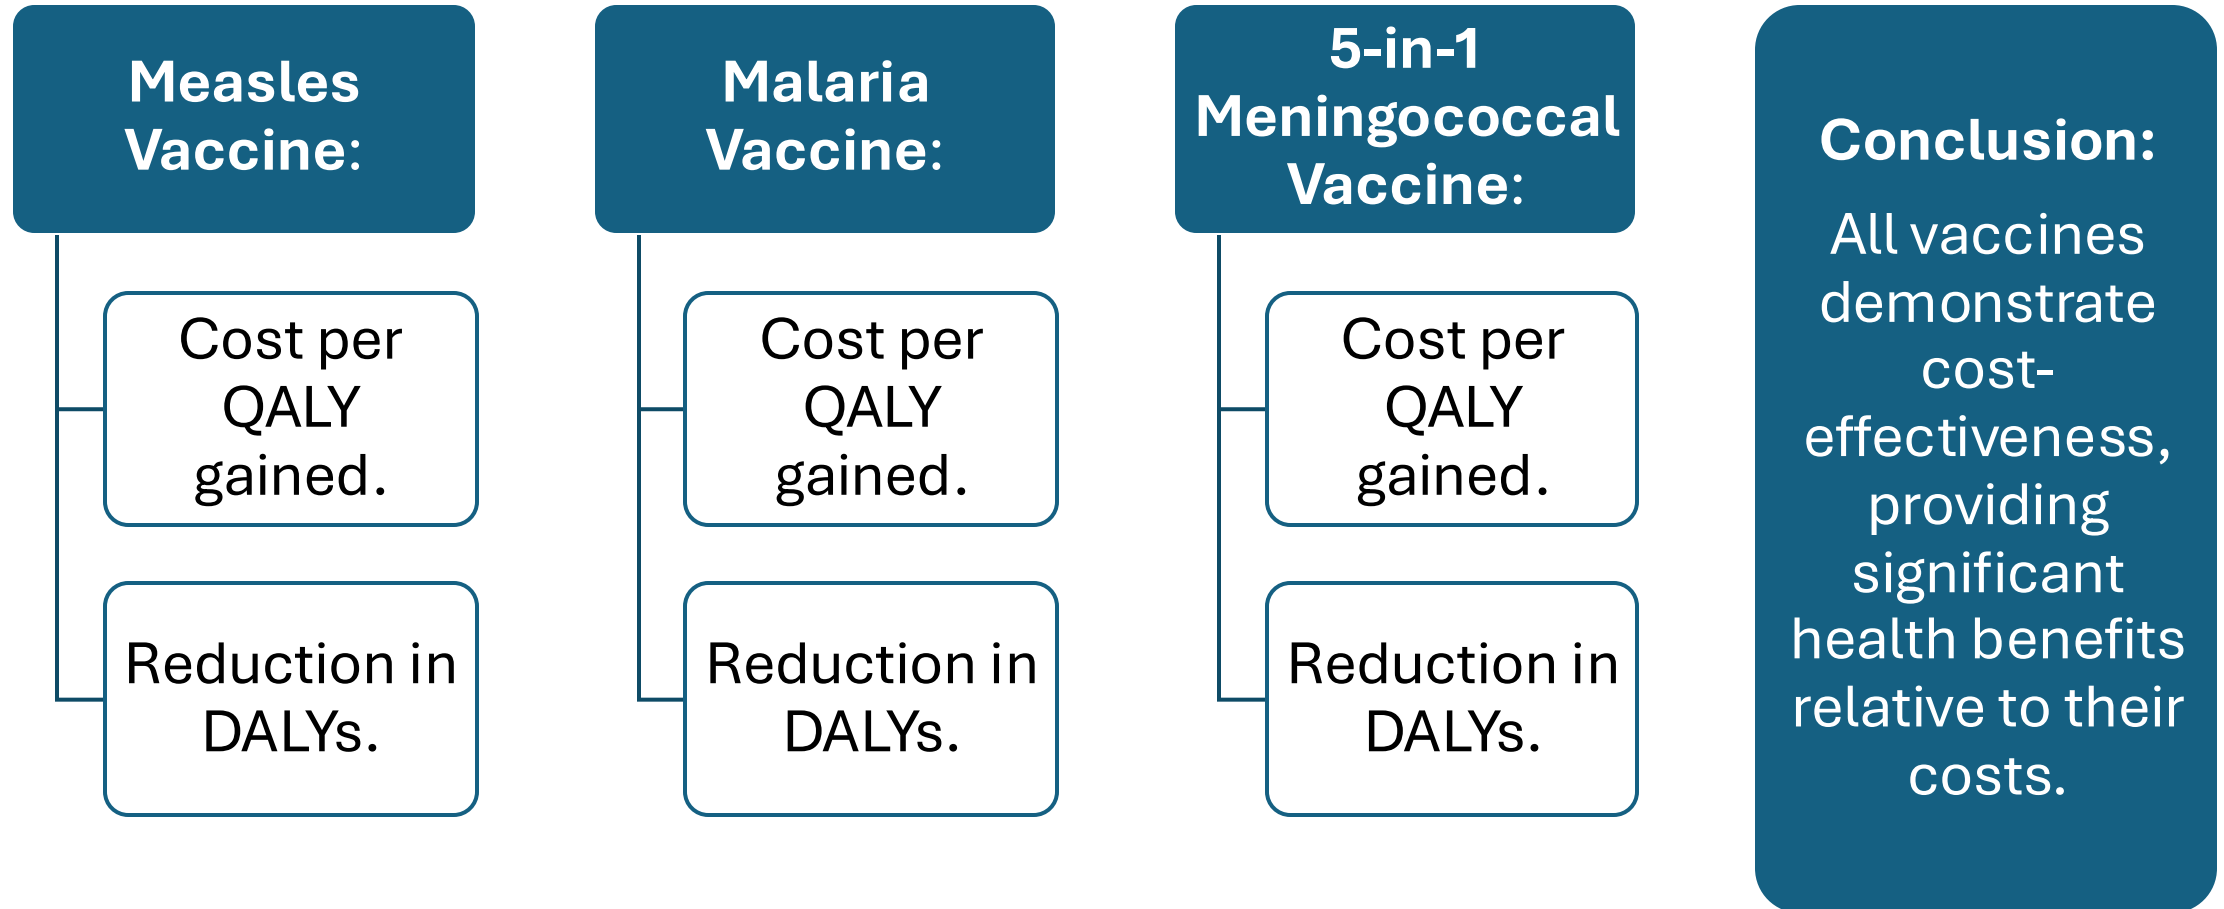 Measles
Vaccine:
Cost per
QALY
gained.
Reduction in
DALYs.
Malaria
Vaccine:
Cost per
QALY
gained.
Reduction in
DALYs.
5-in-1
Meningococcal
Vaccine:
Cost per
QALY
gained.
Reduction in
DALYs.
Conclusion:
All vaccines
demonstrate
cost-
effectiveness,
providing
significant
health benefits
relative to their
costs.